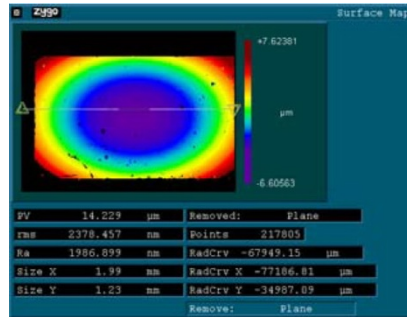 zygo Surface Map
+7.62381
µm
-6.60563
PV 14.229 µm Removed: Plane
rms 2378.457 nm Points 217805
Ra 1986.899 nm RadCrv -67949.15 µm
Size X 1.99 mm RadCrv X -77186.81 µm
Size Y 1.23 mm RadCrv Y -34987.09 µm
Remove: Plane